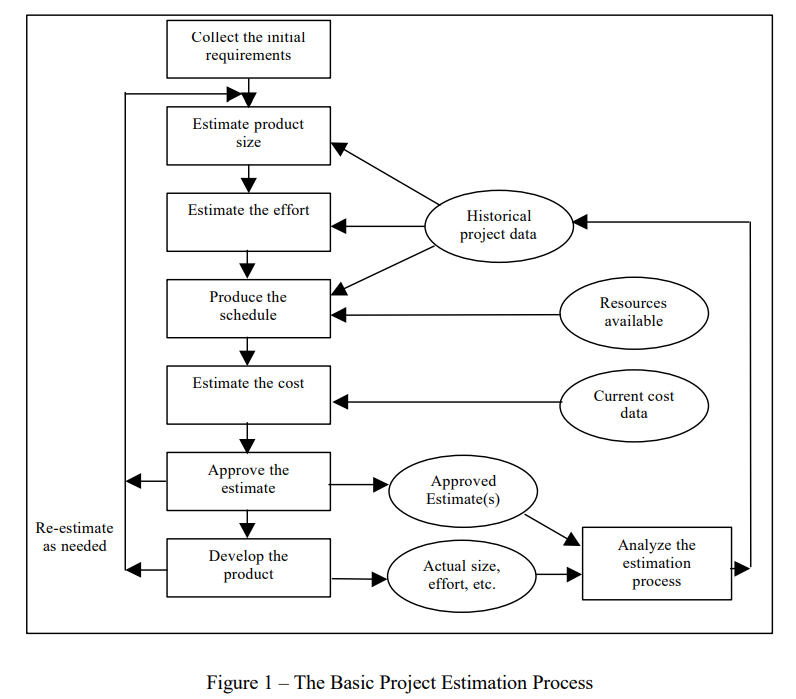 Collect the initial
requirements
Estimate product
size
Estimate the effort
Historical
project data
Produce the
schedule
Resources
available
Estimate the cost
Current cost
data
Approve the
estimate
Approved
Estimate(s)
Re-estimate
as needed
Develop the
product
Actual size,
effort, etc.
Analyze the
estimation
process
Figure 1 – The Basic Project Estimation Process